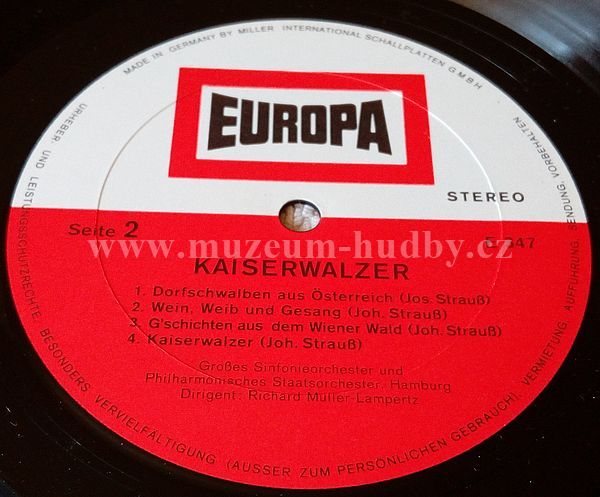 MADE IN GERMANY BY MILLER INTERNATIONAL SCHALLPLATTEN G.M.B.H
EUROPA
STEREO
Seite 2
E 347
www.muzeum-hudby.cz
KAISERWALZER
1. Dorfschwalben aus Österreich (Jos. Strauß)
2. Wein, Weib und Gesang (Joh. Strauß)
3. G'schichten aus dem Wiener Wald (Joh. Strauß)
4. Kaiserwalzer (Joh. Strauß)
Großes Sinfonieorchester und
Philharmonisches Staatsorchester, Hamburg
Dirigent: Richard Müller-Lampertz
URHEBER- UND LEISTUNGSSCHUTZRECHTE, BESONDERS VERVIELFÄLTIGUNG (AUSSER ZUM PERSÖNLICHEN GEBRAUCH), VERMIETUNG, AUFFÜHRUNG, SENDUNG, VORBEHALTEN